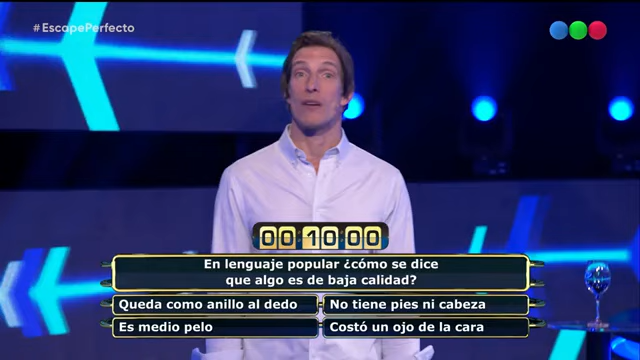 #EscapePerfecto
00 10 00
En lenguaje popular ¿cómo se dice
que algo es de baja calidad?
Queda como anillo al dedo
No tiene pies ni cabeza
Es medio pelo
Costó un ojo de la cara